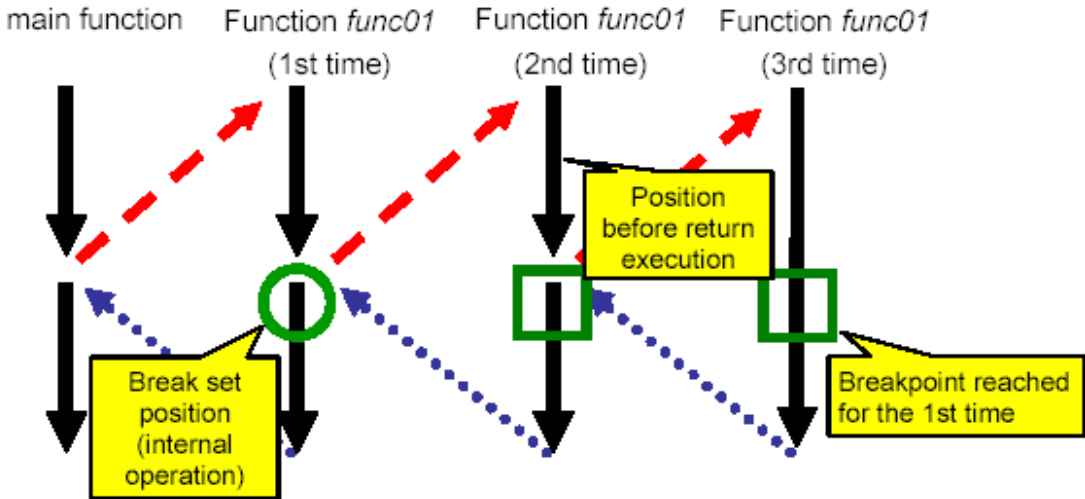 main function
Function func01
(1st time)
Function func01
(2nd time)
Function func01
(3rd time)
Position
before return
execution
Break set
position
(internal
operation)
Breakpoint reached
for the 1st time